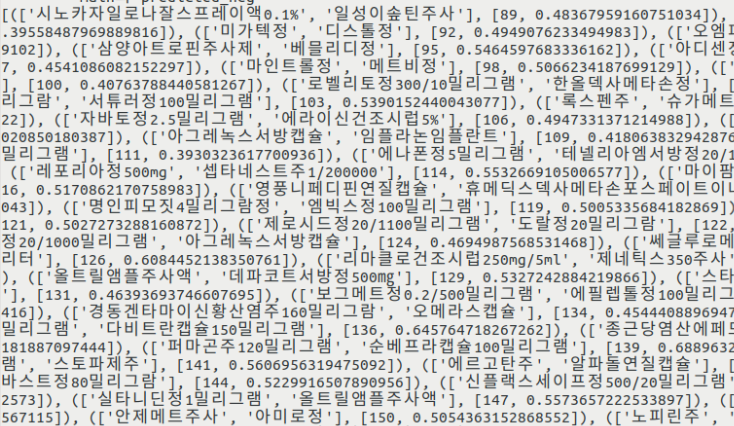 [(['시노카자일로나잘스프레이액0.1%', '일성이솦틴주사'], [89, 0.48367959160751034]),
.39558487969889816]), (['미가텍정', '디스톨정'], [92, 0.4949076233494983]), (['오엠
9102]), (['삼양아트로핀주사제', '베믈리디정'], [95, 0.5464597683336162]), (['아디센정
7, 0.4541086082152297]), (['마인트롤정', '메트비정'], [98, 0.5066234187699129]), (['
], [100, 0.40763788440581267]), (['로벨리토정300/10밀리그램', '한올덱사메타손정'], [
리그램', '서튜러정100밀리그램'], [103, 0.5390152440043077]), (['록스펜주', '슈가메트
22]), (['자바토정2.5밀리그램', '에라이신건조시럽5%'], [106, 0.4947331371214988]), (['
020850180387]), (['아그레녹스서방캡슐', '임플라논임플란트'], [109, 0.418063832942876
밀리그램'], [111, 0.3930323617700936]), (['에나폰정5밀리그램', '테넬리아엠서방정20/1
(['레포리아정500mg', '셉타네스트주1/200000'], [114, 0.5532669105006577]), (['마이팜
16, 0.5170862170758983]), (['영풍니페디핀연질캡슐', '휴메딕스덱사메타손포스페이트이나
043]), (['명인피모짓4밀리그람정', '엠빅스정100밀리그램'], [119, 0.5005335684182869])
121, 0.5027273288160872]), (['제로시드정20/1100밀리그램', '도랄정20밀리그람'], [122,
정20/1000밀리그램', '아그레녹스서방캡슐'], [124, 0.4694987568531468]), (['쎄글루로메
리터'], [126, 0.6084452138350761]), (['리마클로건조시럽250mg/5ml', '제네틱스350주사'
), (['올트릴앰플주사액', '데파코트서방정500mg'], [129, 0.5327242884219866]), (['스타
'], [131, 0.46393693746607695]), (['보그메트정0.2/500밀리그램', '에필렙톨정100밀리그
416]), (['경동겐타마이신황산염주160밀리그람', '오메라스캡슐'], [134, 0.4544408896947
밀리그램', '다비트란캡슐150밀리그램'], [136, 0.645764718267262]), (['종근당염산에페드
181887097444]), (['퍼마곤주120밀리그램', '순베프라캡슐100밀리그램'], [139, 0.6889632
램', '스토파제주'], [141, 0.5606956319475092]), (['에르고탄주', '알파돌연질캡슐'], [
바스트정80밀리그람'], [144, 0.5229916507890956]), (['신플랙스세이프정500/20밀리그램'
2573]), (['실타니딘정1밀리그램', '올트릴앰플주사액'], [147, 0.5573657222533897]), (['
567115]), (['안제메트주사', '아미로정'], [150, 0.5054363152868552]), (['노피린주', '